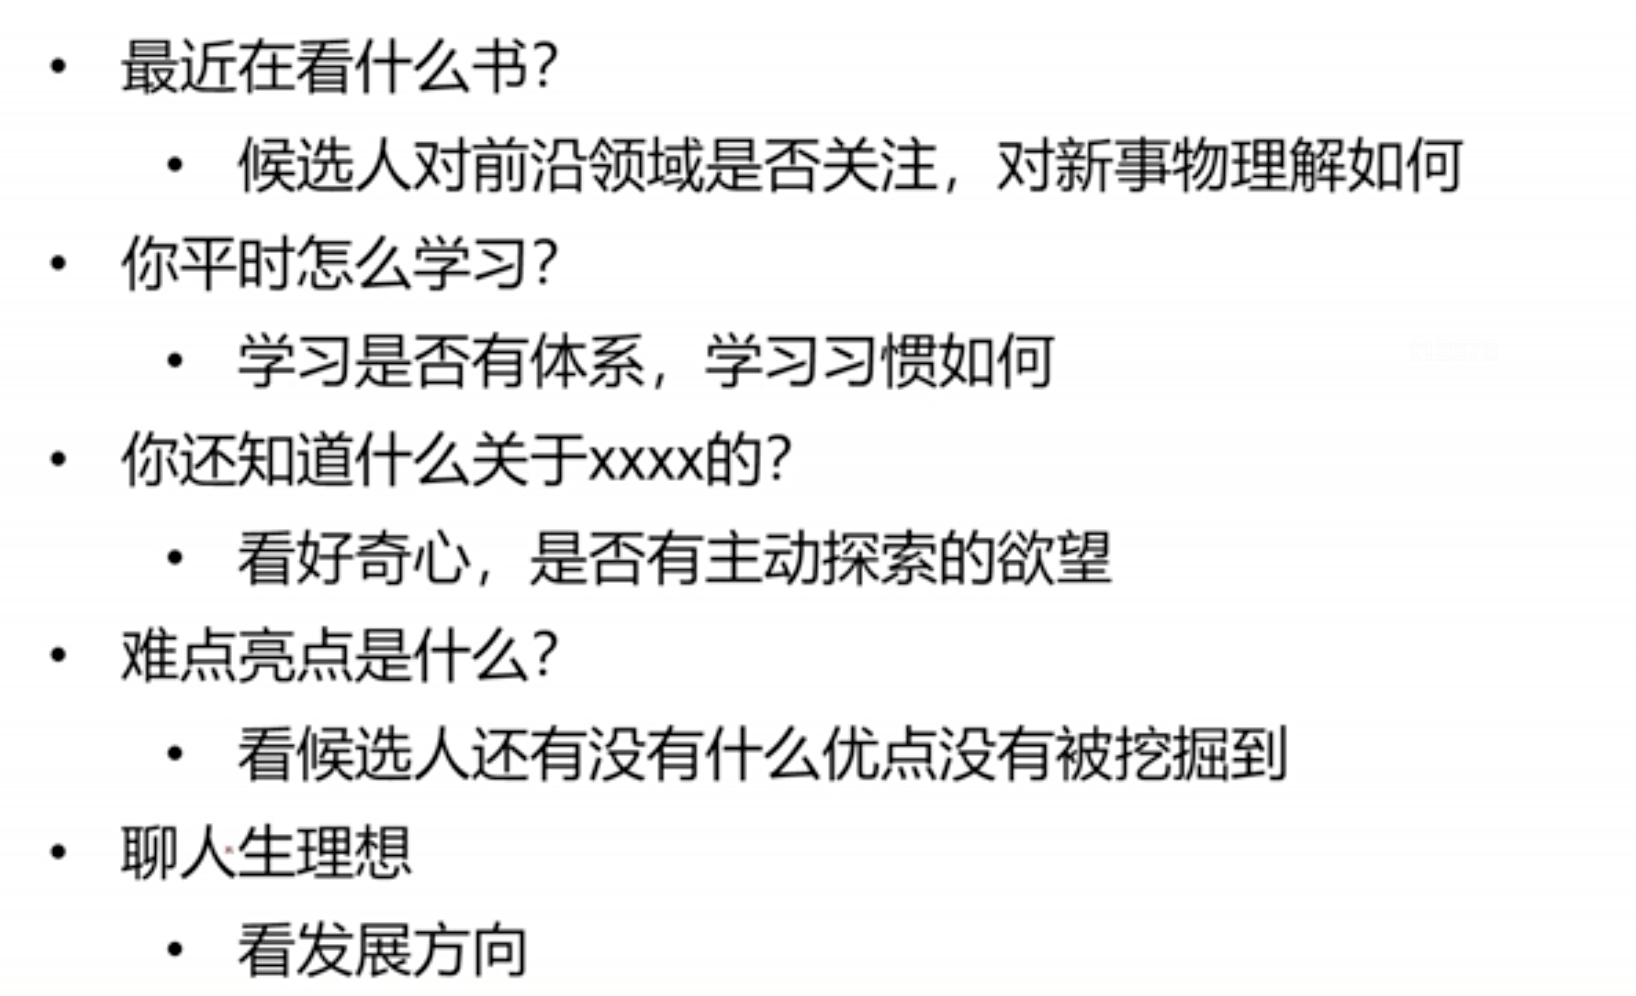 • 最近在看什么书？
• 候选人对前沿领域是否关注，对新事物理解如何
• 你平时怎么学习？
• 学习是否有体系，学习习惯如何
• 你还知道什么关于xxxx的？
• 看好奇心，是否有主动探索的欲望
• 难点亮点是什么？
• 看候选人还有没有什么优点没有被挖掘到
• 聊人生理想
• 看发展方向